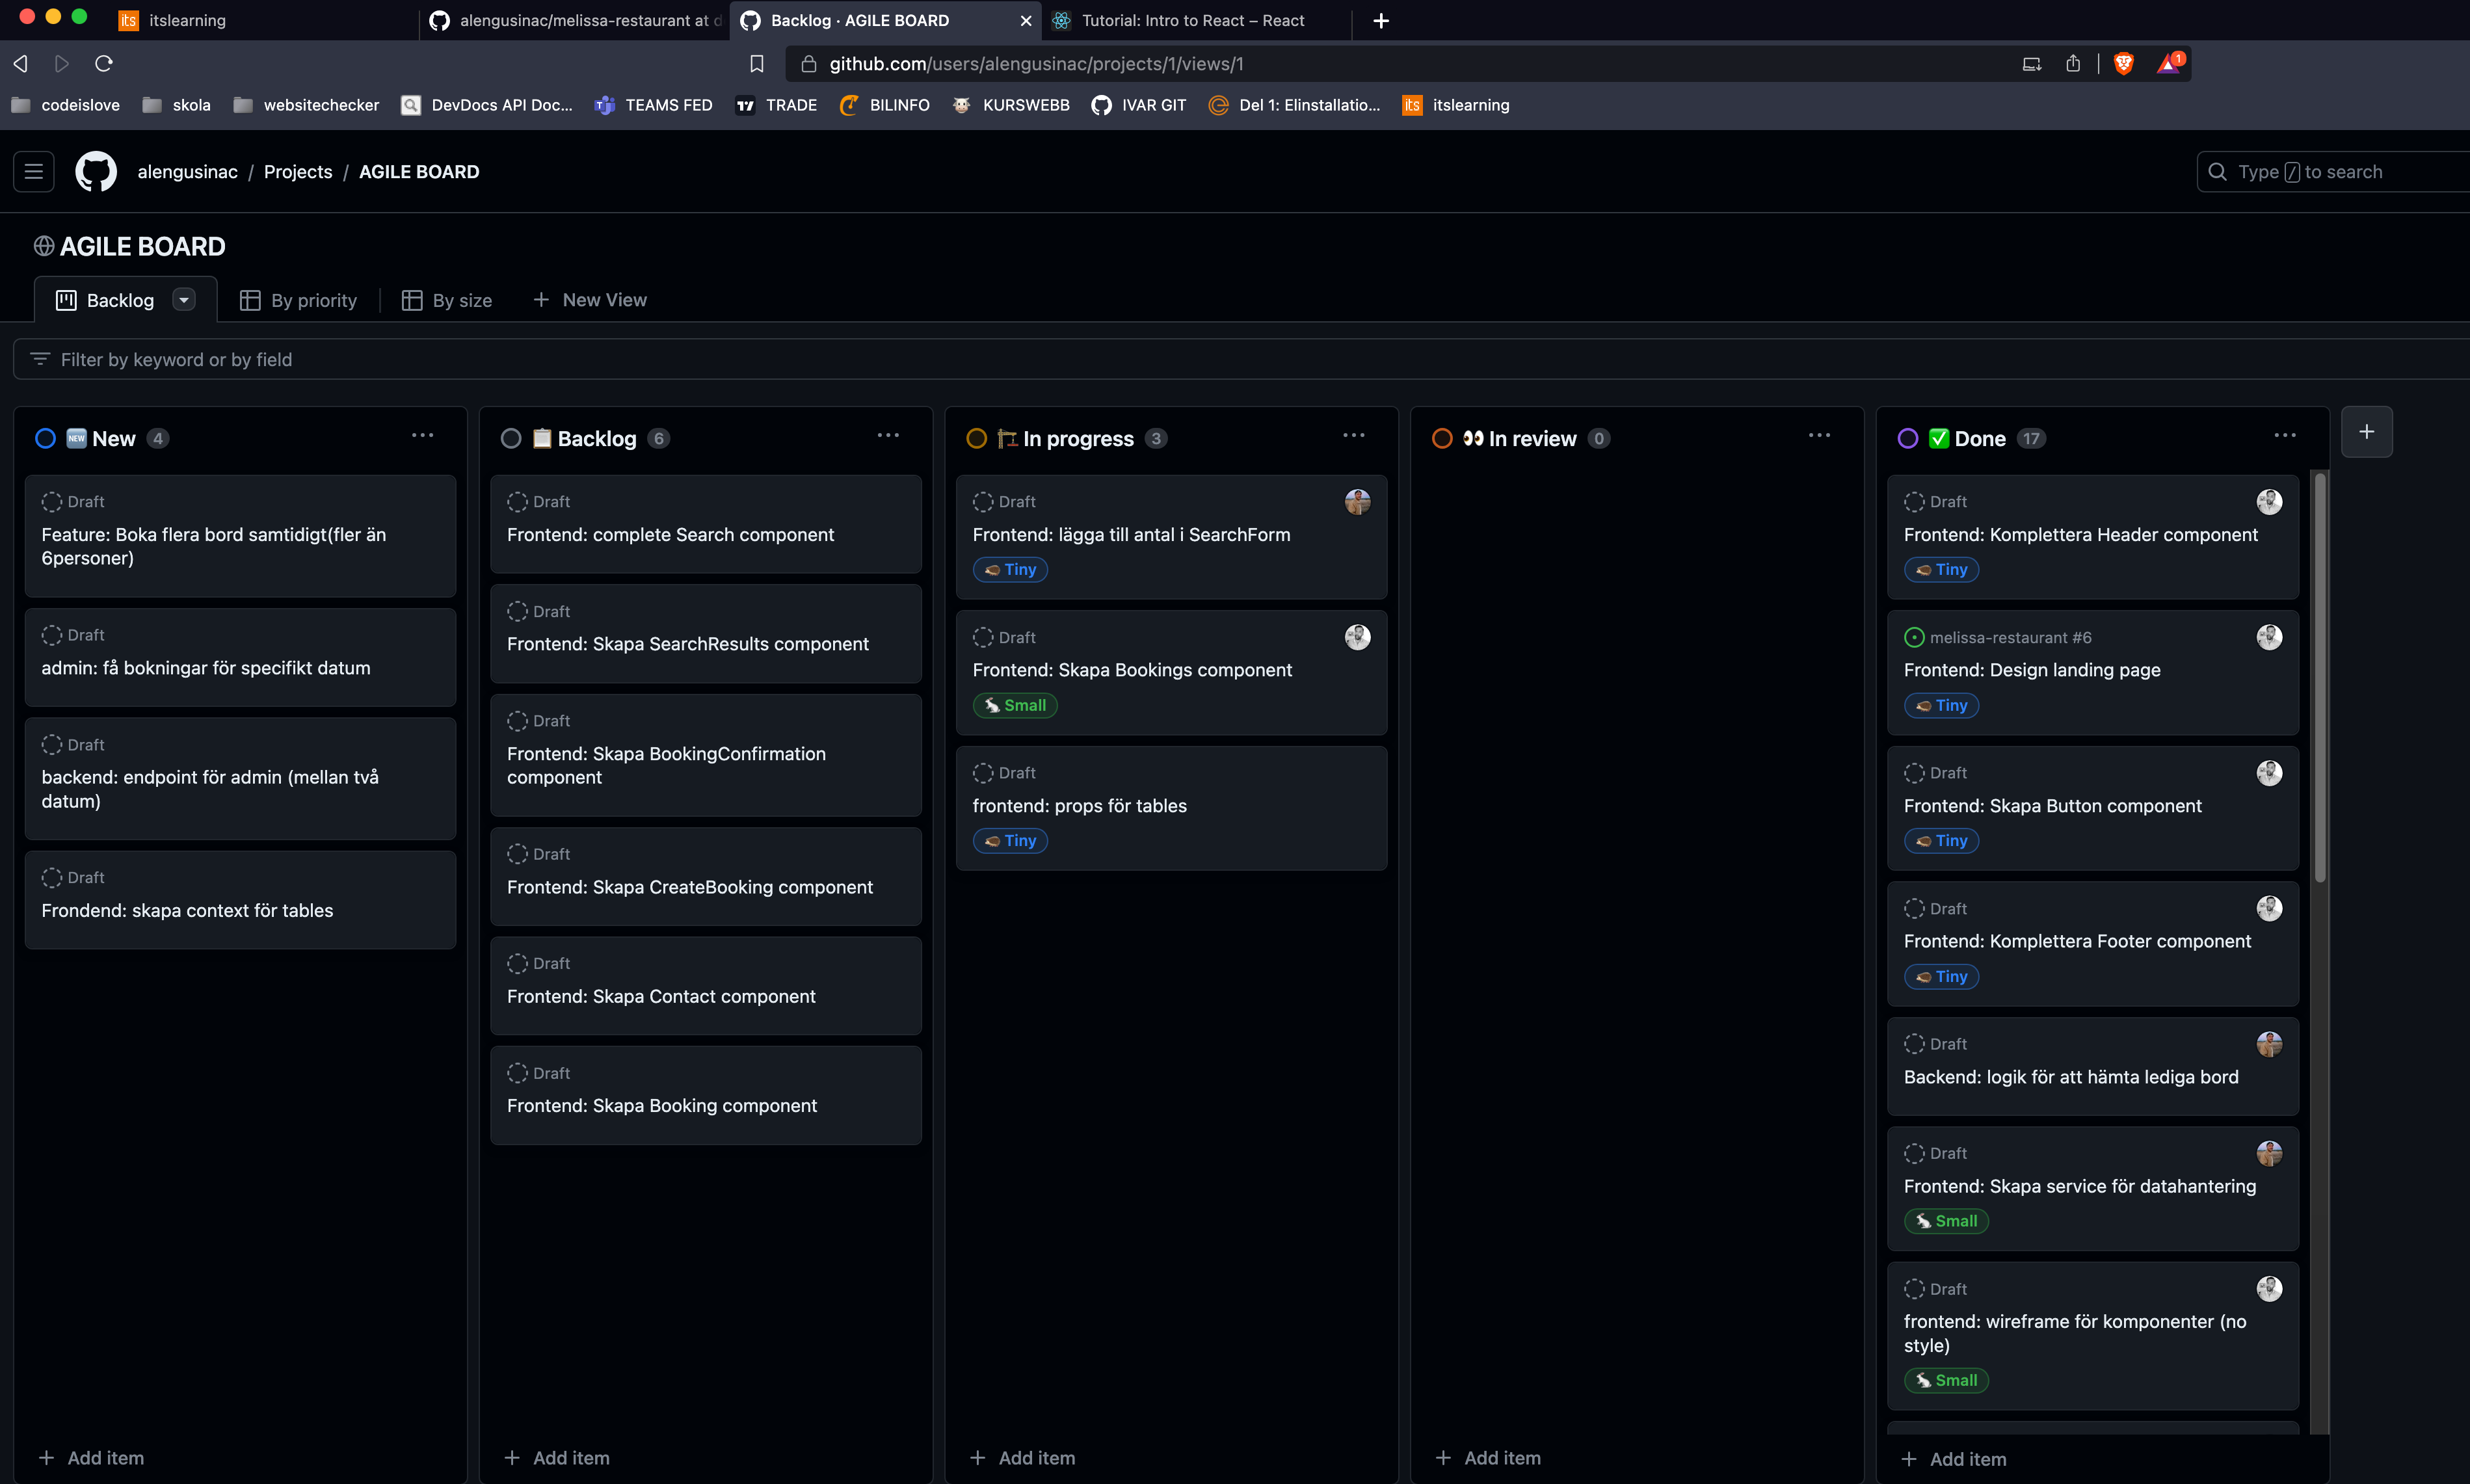 itslearning
alengusinac/melissa-restaurant at d
Backlog · AGILE BOARD
Tutorial: Intro to React – React
github.com/users/alengusinac/projects/1/views/1
1
codeislove
skola
websitechecker
DevDocs API Doc...
TEAMS FED
TRADE
BILINFO
KURSWEBB
IVAR GIT
Del 1: Elinstallatio...
itslearning
alengusinac / Projects / AGILE BOARD
Type / to search
AGILE BOARD
Backlog
By priority
By size
New View
Filter by keyword or by field
New 4
Draft
Feature: Boka flera bord samtidigt(fler än
6personer)
Draft
admin: få bokningar för specifikt datum
Draft
backend: endpoint för admin (mellan två
datum)
Draft
Frondend: skapa context för tables
Add item
Backlog 6
Draft
Frontend: complete Search component
Draft
Frontend: Skapa SearchResults component
Draft
Frontend: Skapa BookingConfirmation
component
Draft
Frontend: Skapa CreateBooking component
Draft
Frontend: Skapa Contact component
Draft
Frontend: Skapa Booking component
Add item
In progress 3
Draft
Frontend: lägga till antal i SearchForm
Tiny
Draft
Frontend: Skapa Bookings component
Small
Draft
frontend: props för tables
Tiny
Add item
In review 0
Add item
Done 17
Draft
Frontend: Komplettera Header component
Tiny
melissa-restaurant #6
Frontend: Design landing page
Tiny
Draft
Frontend: Skapa Button component
Tiny
Draft
Frontend: Komplettera Footer component
Tiny
Draft
Backend: logik för att hämta lediga bord
Draft
Frontend: Skapa service för datahantering
Small
Draft
frontend: wireframe för komponenter (no
style)
Small
Add item